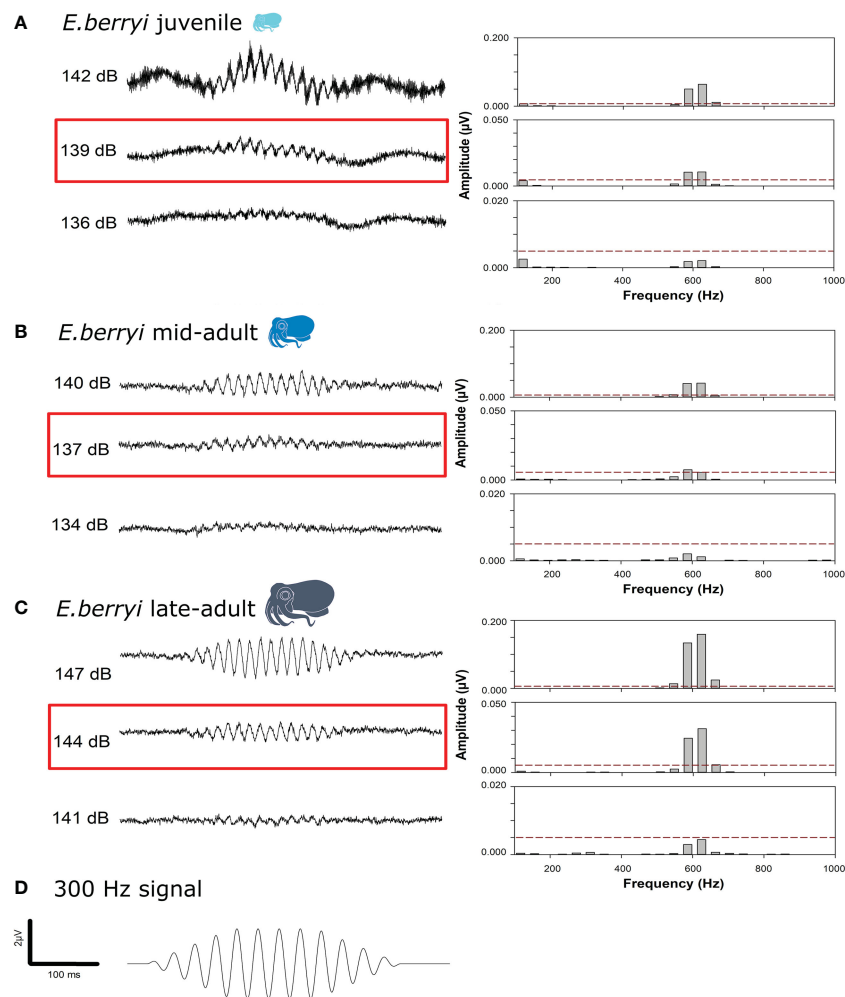 A E.berryi juvenile
142 dB
139 dB
136 dB
Amplitude (µV)
0.200
0.000
0.050
0.000
0.020
0.000
200 400 600 800 1000
Frequency (Hz)
B E.berryi mid-adult
140 dB
137 dB
134 dB
Amplitude (µV)
0.200
0.000
0.050
0.000
0.020
0.000
200 400 600 800 1000
Frequency (Hz)
C E.berryi late-adult
147 dB
144 dB
141 dB
Amplitude (µV)
0.200
0.000
0.050
0.000
0.020
0.000
200 400 600 800 1000
Frequency (Hz)
D 300 Hz signal
2µV
100 ms